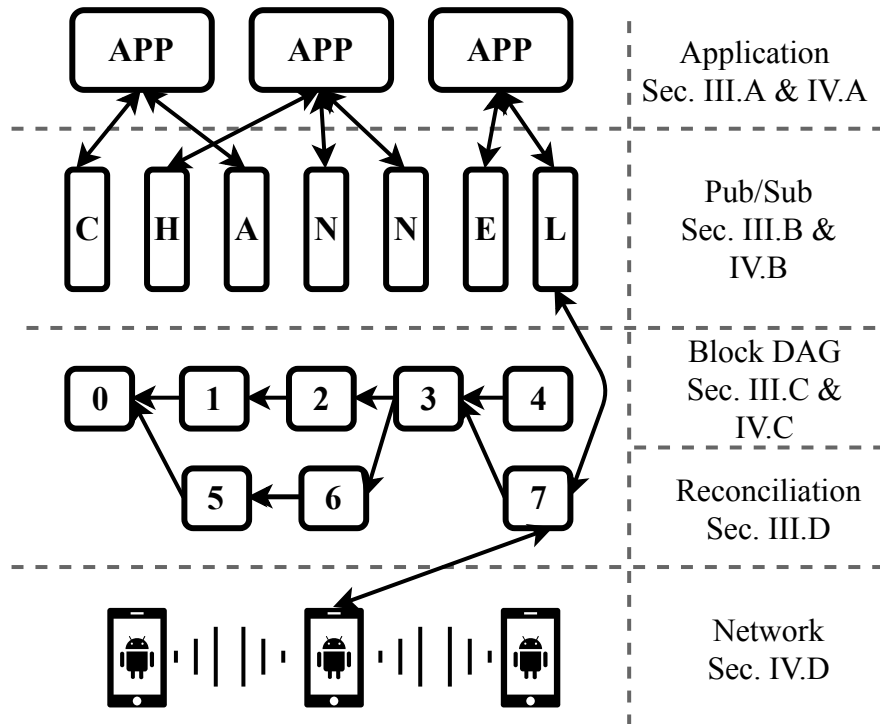 APP APP APP
Application
Sec. III.A & IV.A
C H A N N E L
Pub/Sub
Sec. III.B &
IV.B
0 1 2 3 4
Block DAG
Sec. III.C &
IV.C
5 6 7
Reconciliation
Sec. III.D
Network
Sec. IV.D